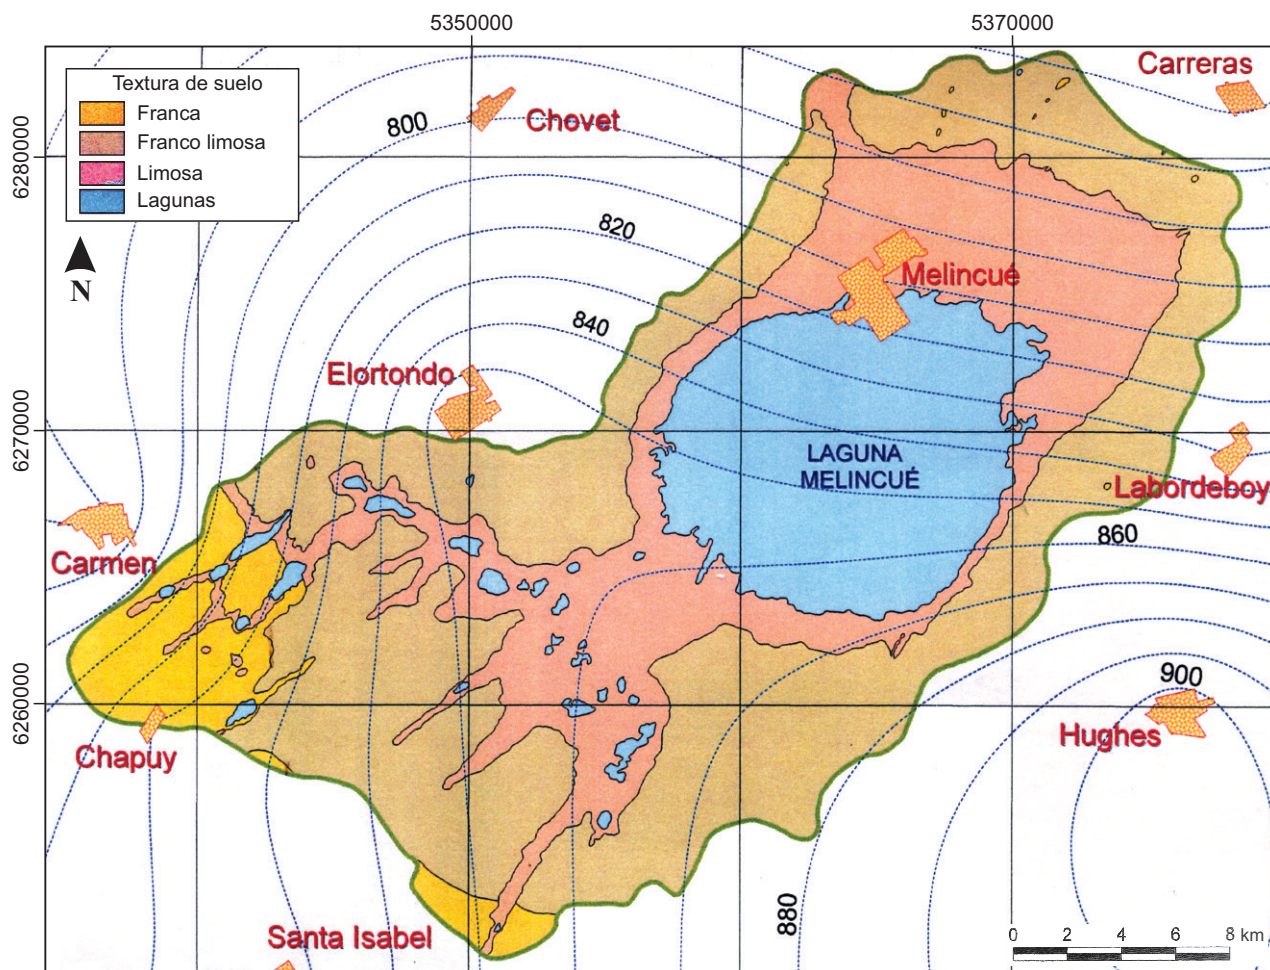 5350000
5370000
Textura de suelo
Franca
Franco limosa
Limosa
Lagunas
N
6280000
6270000
6260000
800
820
840
860
880
900
Chovet
Carreras
Melincué
Elortondo
LAGUNA
MELINCUÉ
Labordeboy
Carmen
Chapuy
Hughes
Santa Isabel
0 2 4 6 8 km